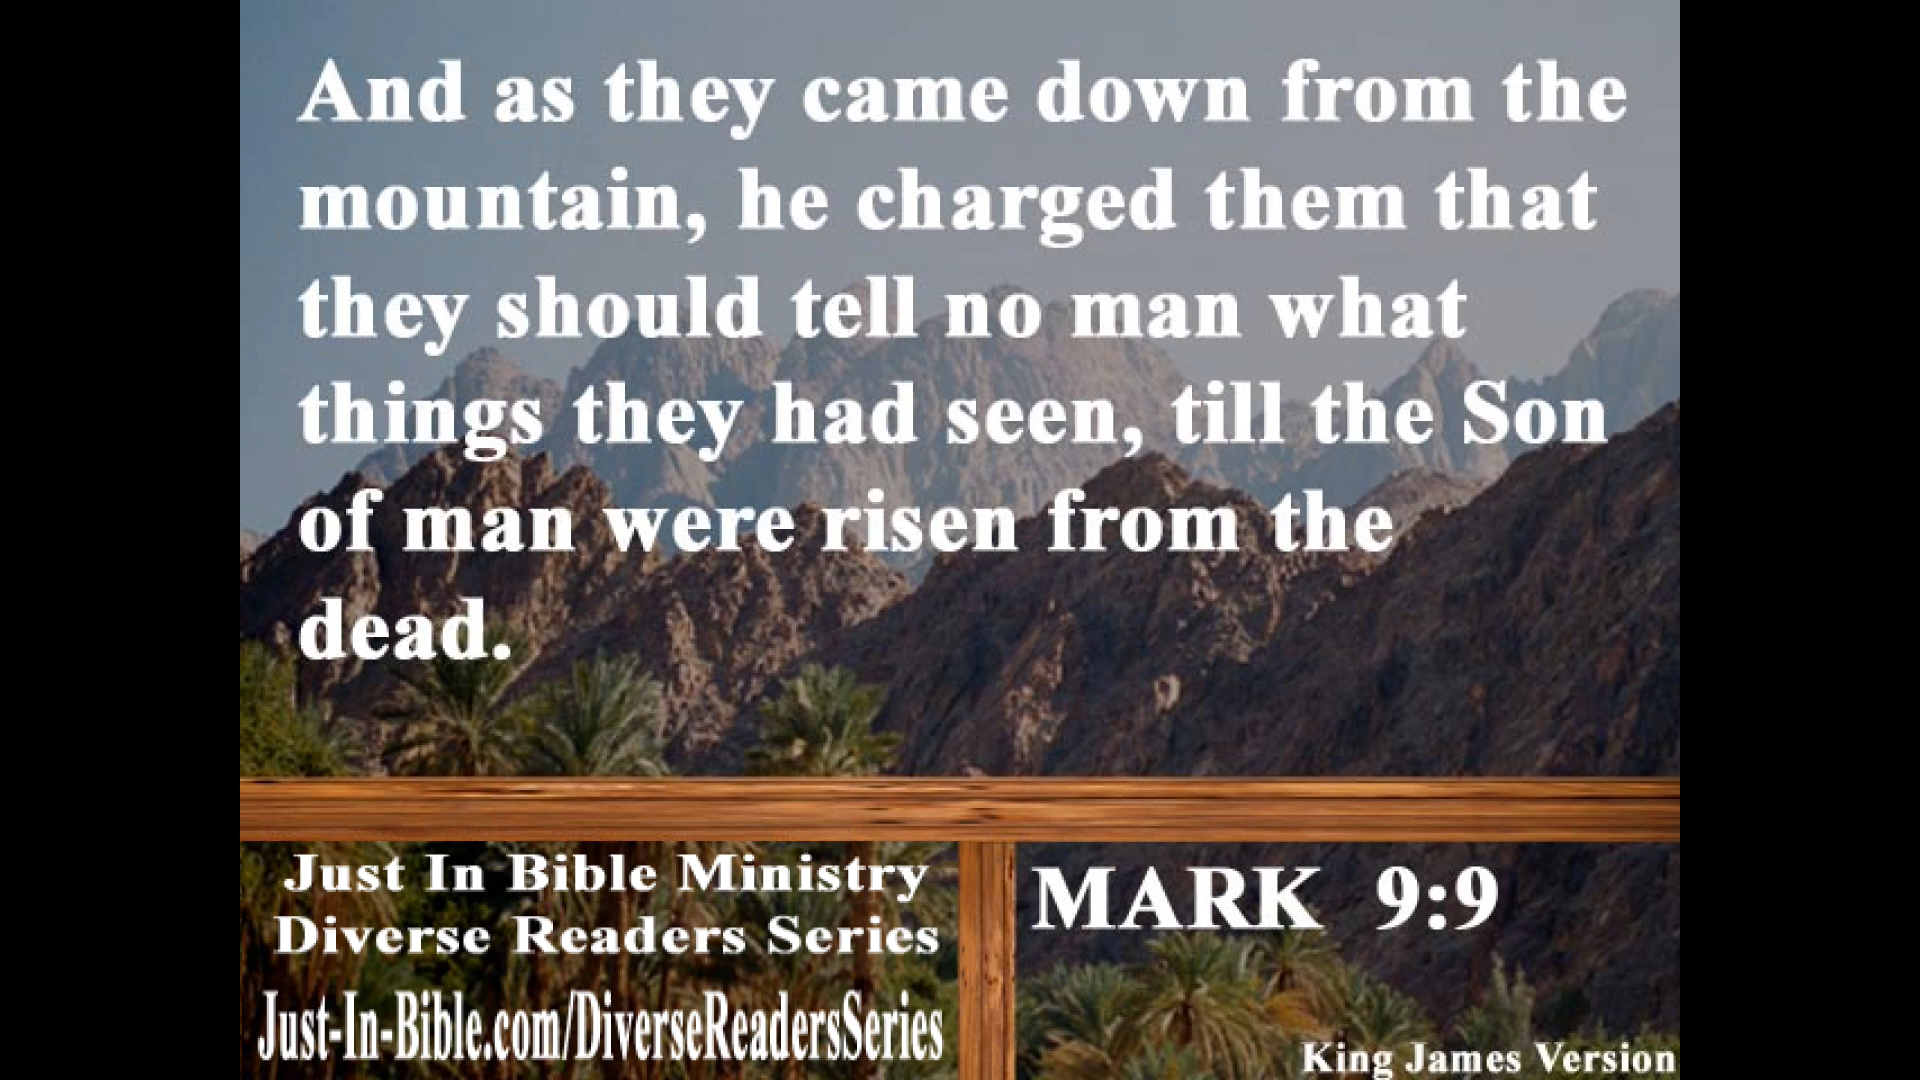 And as they came down from the
mountain, he charged them that
they should tell no man what
things they had seen, till the Son
of man were risen from the
dead.
Just In Bible Ministry
Diverse Readers Series
Just-In-Bible.com/DiverseReadersSeries
MARK 9:9
King James Version